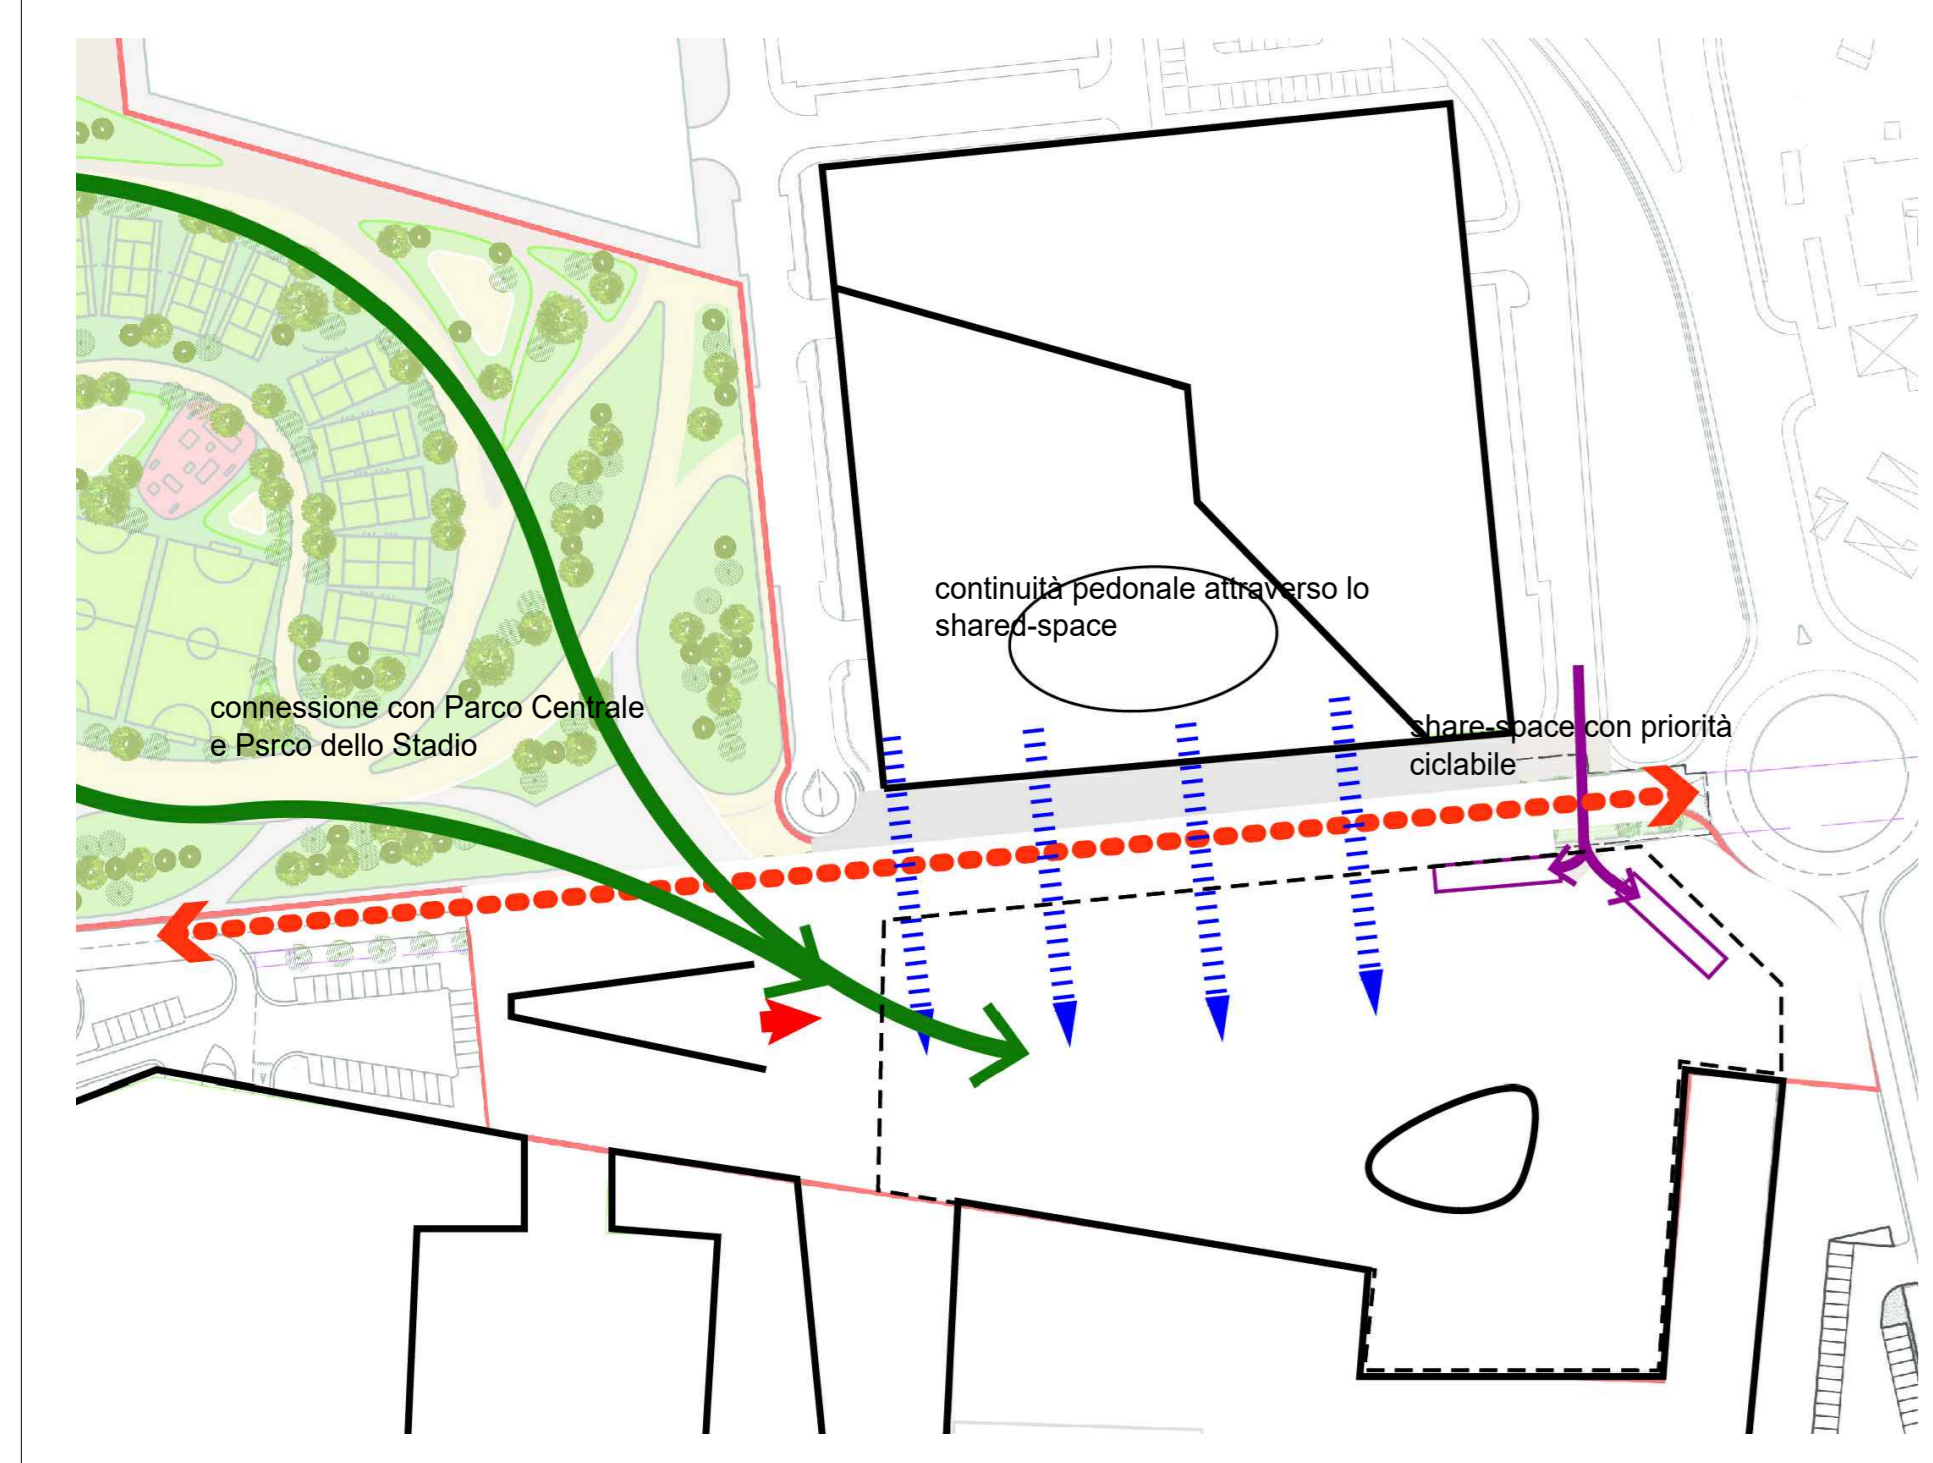 continuità pedonale attraverso lo
shared-space
connessione con Parco Centrale
e Psrco dello Stadio
share-space con priorità
ciclabile